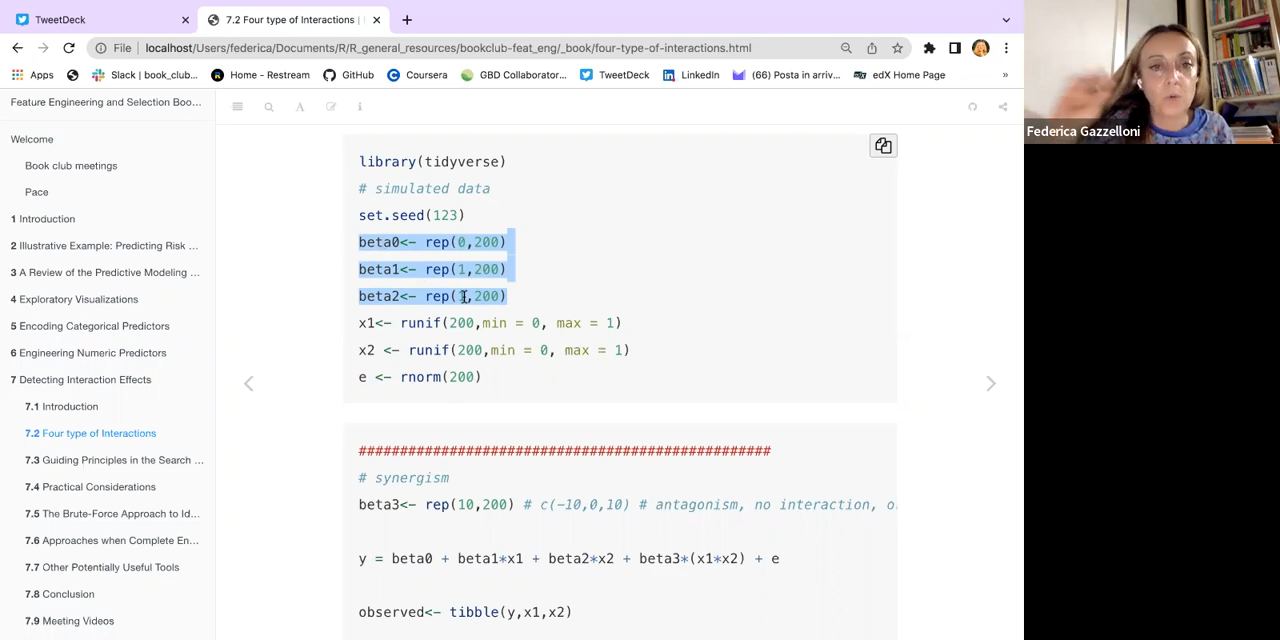 TweetDeck
7.2 Four type of Interactions |
File
localhost/Users/federica/Documents/R/R_general_resources/bookclub-feat_eng/_book/four-type-of-interactions.html
Apps
Slack | book_club...
Home - Restream
GitHub
Coursera
GBD Collaborator...
TweetDeck
LinkedIn
(66) Posta in arriv...
edX Home Page
»
Feature Engineering and Selection Boo...
Welcome
Book club meetings
Pace
1 Introduction
2 Illustrative Example: Predicting Risk ...
3 A Review of the Predictive Modeling ...
4 Exploratory Visualizations
5 Encoding Categorical Predictors
6 Engineering Numeric Predictors
7 Detecting Interaction Effects
7.1 Introduction
7.2 Four type of Interactions
7.3 Guiding Principles in the Search ...
7.4 Practical Considerations
7.5 The Brute-Force Approach to Id...
7.6 Approaches when Complete En...
7.7 Other Potentially Useful Tools
7.8 Conclusion
7.9 Meeting Videos
library(tidyverse)
# simulated data
set.seed(123)
beta0<- rep(0,200)
beta1<- rep(1,200)
beta2<- rep(1,200)
x1<- runif(200,min = 0, max = 1)
x2 <- runif(200,min = 0, max = 1)
e <- rnorm(200)
##################################################
# synergism
beta3<- rep(10,200) # c(-10,0,10) # antagonism, no interaction, o
y = beta0 + beta1*x1 + beta2*x2 + beta3*(x1*x2) + e
observed<- tibble(y,x1,x2)
Federica Gazzelloni